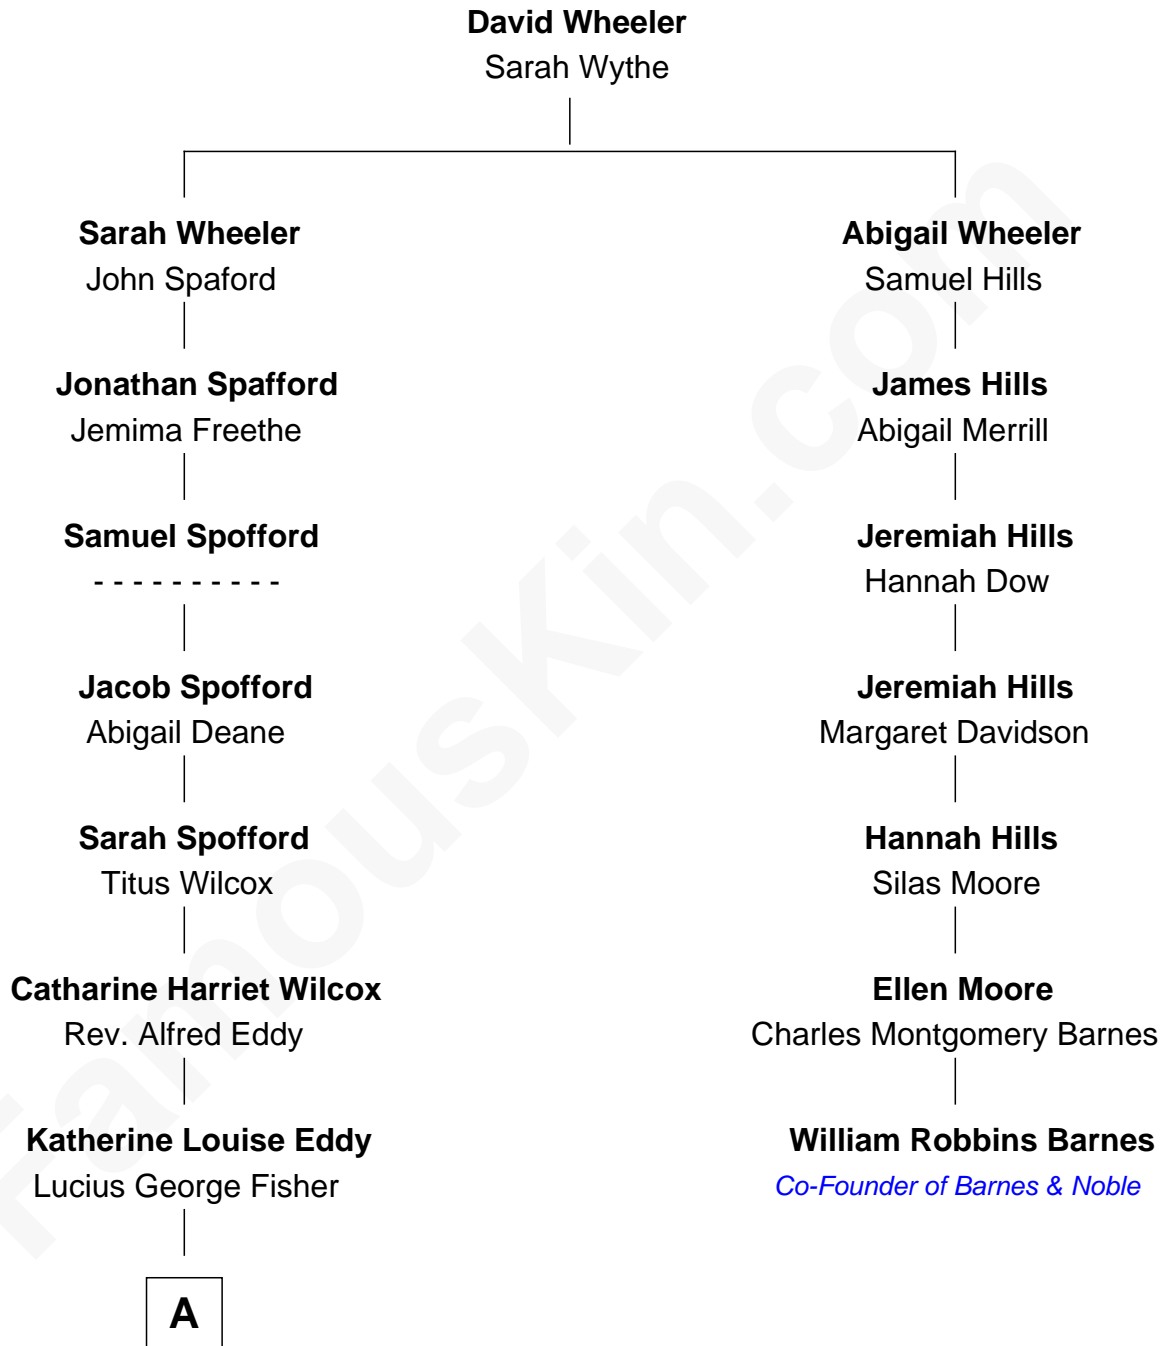 David Wheeler
Sarah Wythe
Sarah Wheeler
John Spaford
Abigail Wheeler
Samuel Hills
Jonathan Spafford
Jemima Freethe
James Hills
Abigail Merrill
Samuel Spofford
- - - - - - - - - -
Jeremiah Hills
Hannah Dow
Jacob Spofford
Abigail Deane
Jeremiah Hills
Margaret Davidson
Sarah Spofford
Titus Wilcox
Hannah Hills
Silas Moore
Catharine Harriet Wilcox
Rev. Alfred Eddy
Ellen Moore
Charles Montgomery Barnes
Katherine Louise Eddy
Lucius George Fisher
William Robbins Barnes
Co-Founder of Barnes & Noble
A
FamousKin.com